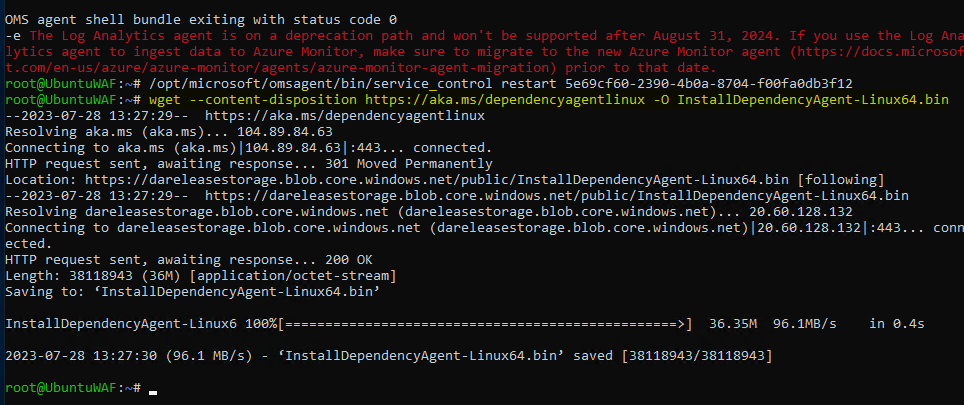 OMS agent shell bundle exiting with status code 0
-e The Log Analytics agent is on a deprecation path and won't be supported after August 31, 2024. If you use the Log Ana
lytics agent to ingest data to Azure Monitor, make sure to migrate to the new Azure Monitor agent (https://docs.microsof
t.com/en-us/azure/azure-monitor/agents/azure-monitor-agent-migration) prior to that date.
root@UbuntuWAF:~# /opt/microsoft/omsagent/bin/service_control restart 5e69cf60-2390-4b0a-8704-f00fa0db3f12
root@UbuntuWAF:~# wget --content-disposition https://aka.ms/dependencyagentlinux -O InstallDependencyAgent-Linux64.bin
--2023-07-28 13:27:29--  https://aka.ms/dependencyagentlinux
Resolving aka.ms (aka.ms)... 104.89.84.63
Connecting to aka.ms (aka.ms)|104.89.84.63|:443... connected.
HTTP request sent, awaiting response... 301 Moved Permanently
Location: https://dareleasestorage.blob.core.windows.net/public/InstallDependencyAgent-Linux64.bin [following]
--2023-07-28 13:27:29--  https://dareleasestorage.blob.core.windows.net/public/InstallDependencyAgent-Linux64.bin
Resolving dareleasestorage.blob.core.windows.net (dareleasestorage.blob.core.windows.net)... 20.60.128.132
Connecting to dareleasestorage.blob.core.windows.net (dareleasestorage.blob.core.windows.net)|20.60.128.132|:443... conn
ected.
HTTP request sent, awaiting response... 200 OK
Length: 38118943 (36M) [application/octet-stream]
Saving to: ‘InstallDependencyAgent-Linux64.bin’
InstallDependencyAgent-Linux6 100%[=================================================>]  36.35M  96.1MB/s    in 0.4s
2023-07-28 13:27:30 (96.1 MB/s) - ‘InstallDependencyAgent-Linux64.bin’ saved [38118943/38118943]
root@UbuntuWAF:~#